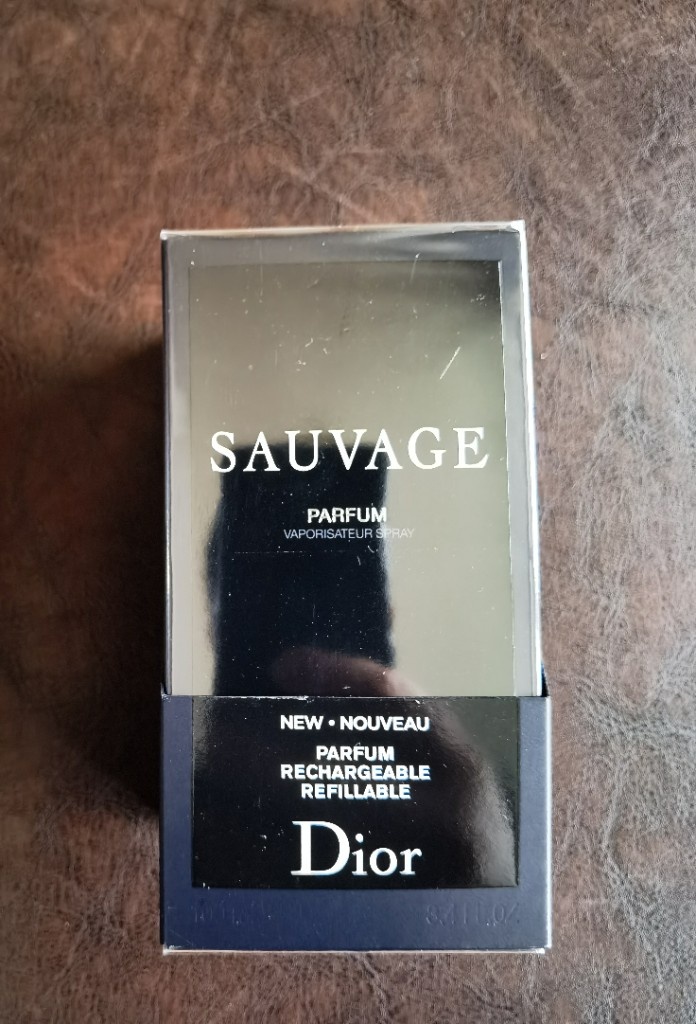 SAUVAGE
PARFUM
VAPORISATEUR SPRAY
NEW • NOUVEAU
PARFUM
RECHARGEABLE
REFILLABLE
Dior